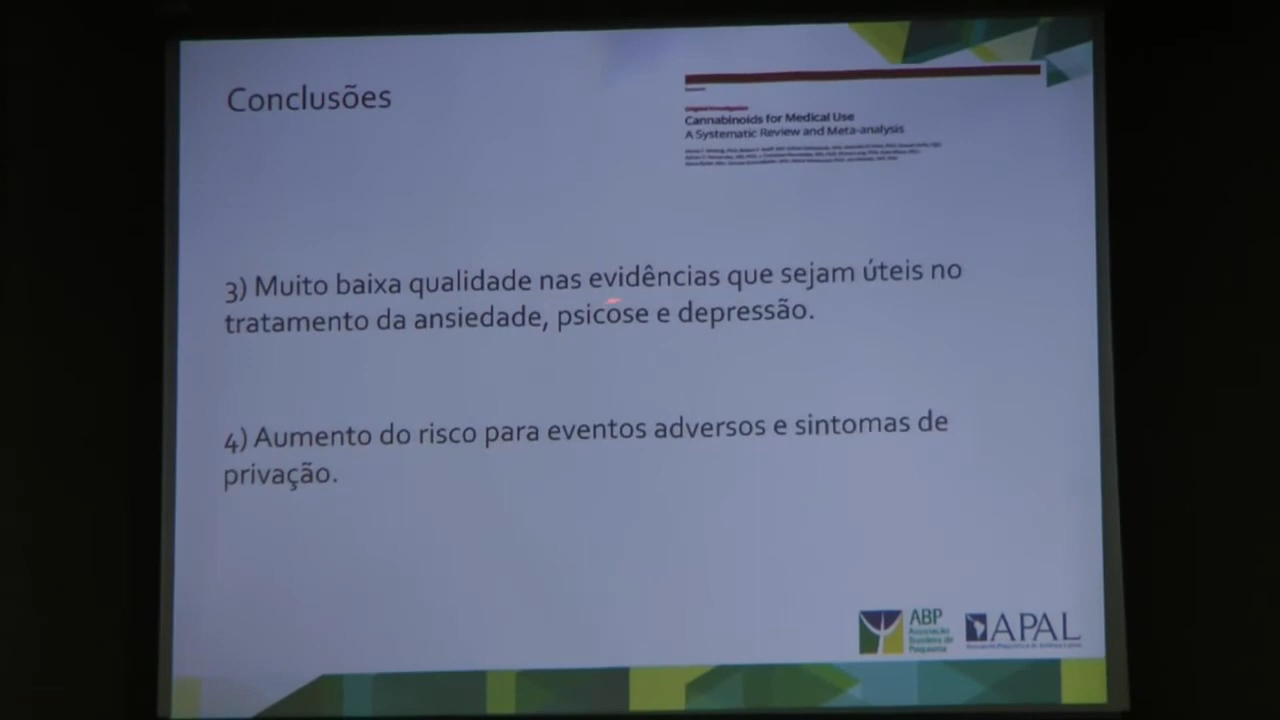 Conclusões
Original Investigation
Cannabinoids for Medical Use
A Systematic Review and Meta-analysis
3) Muito baixa qualidade nas evidências que sejam úteis no
tratamento da ansiedade, psicose e depressão.
4) Aumento do risco para eventos adversos e sintomas de
privação.
ABP
Associação
Brasileira de
Psiquiatria
APAL